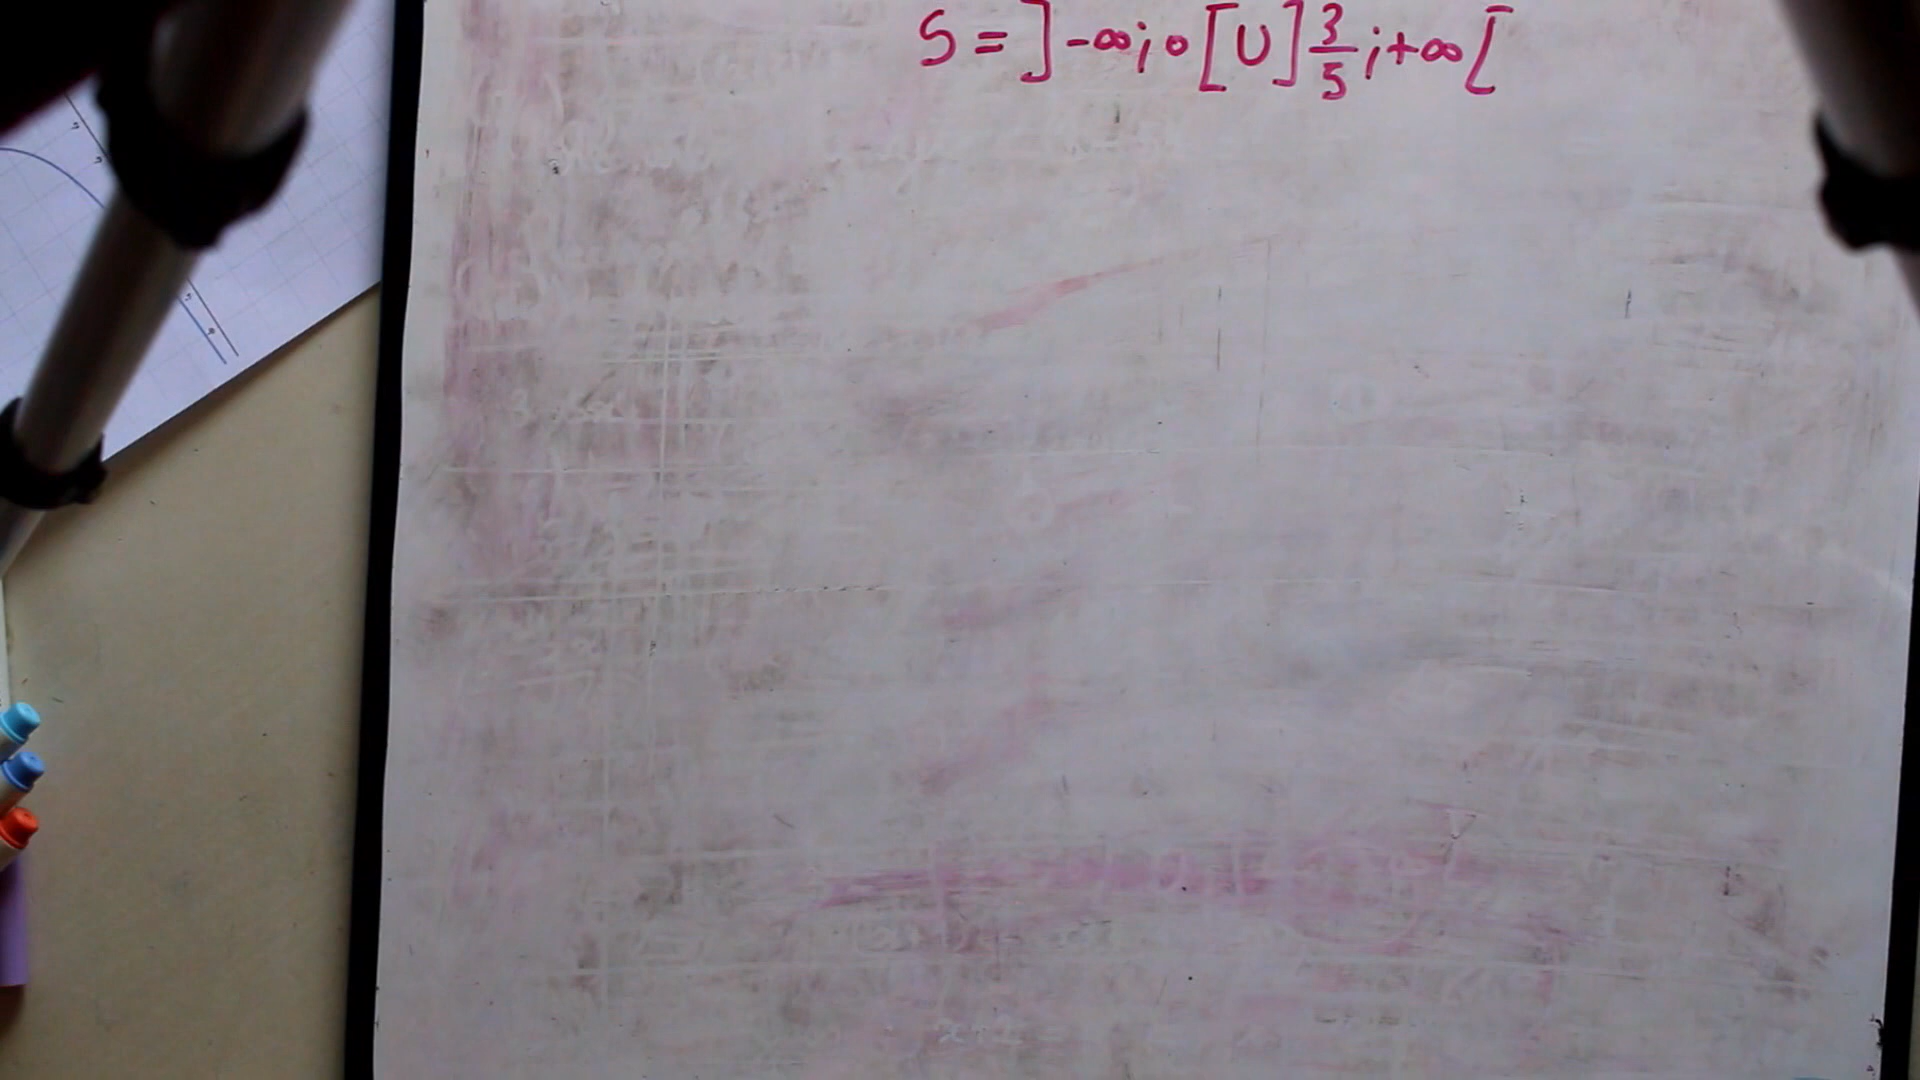 S = ]-∞; 0[ U ]3/5; +∞[